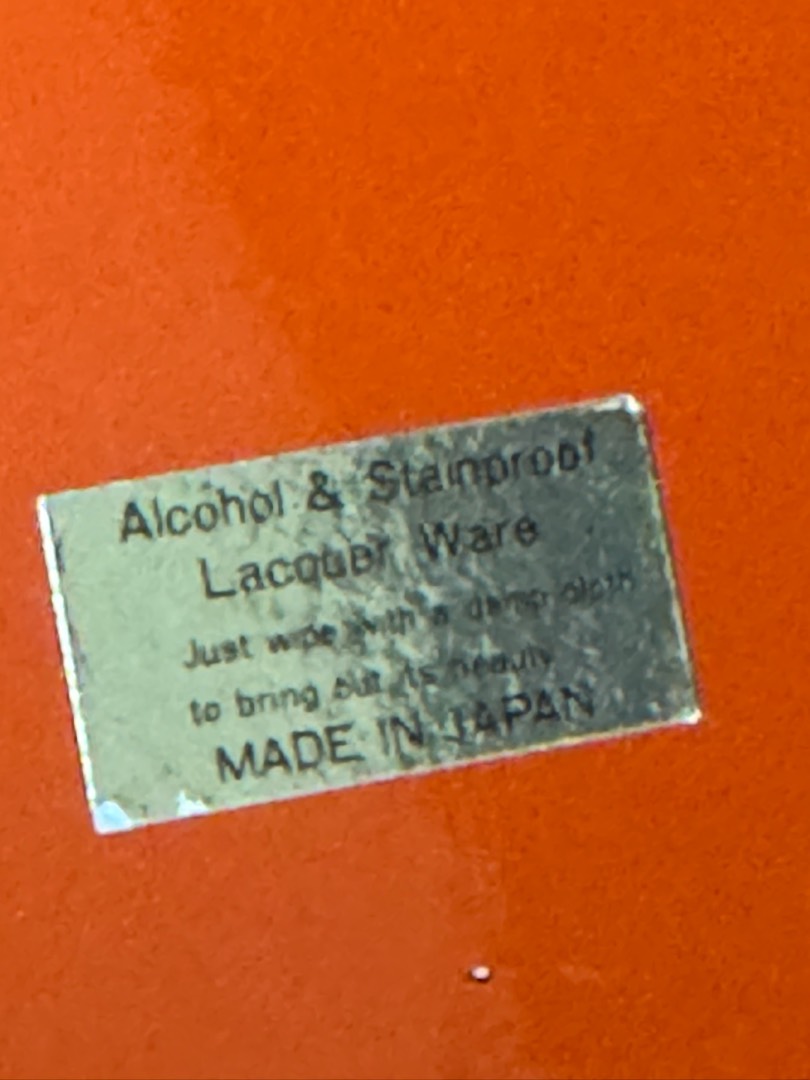 Alcohol & Stainproof
Lacquer Ware
Just wipe with a damp cloth
to bring out its beauty
MADE IN JAPAN